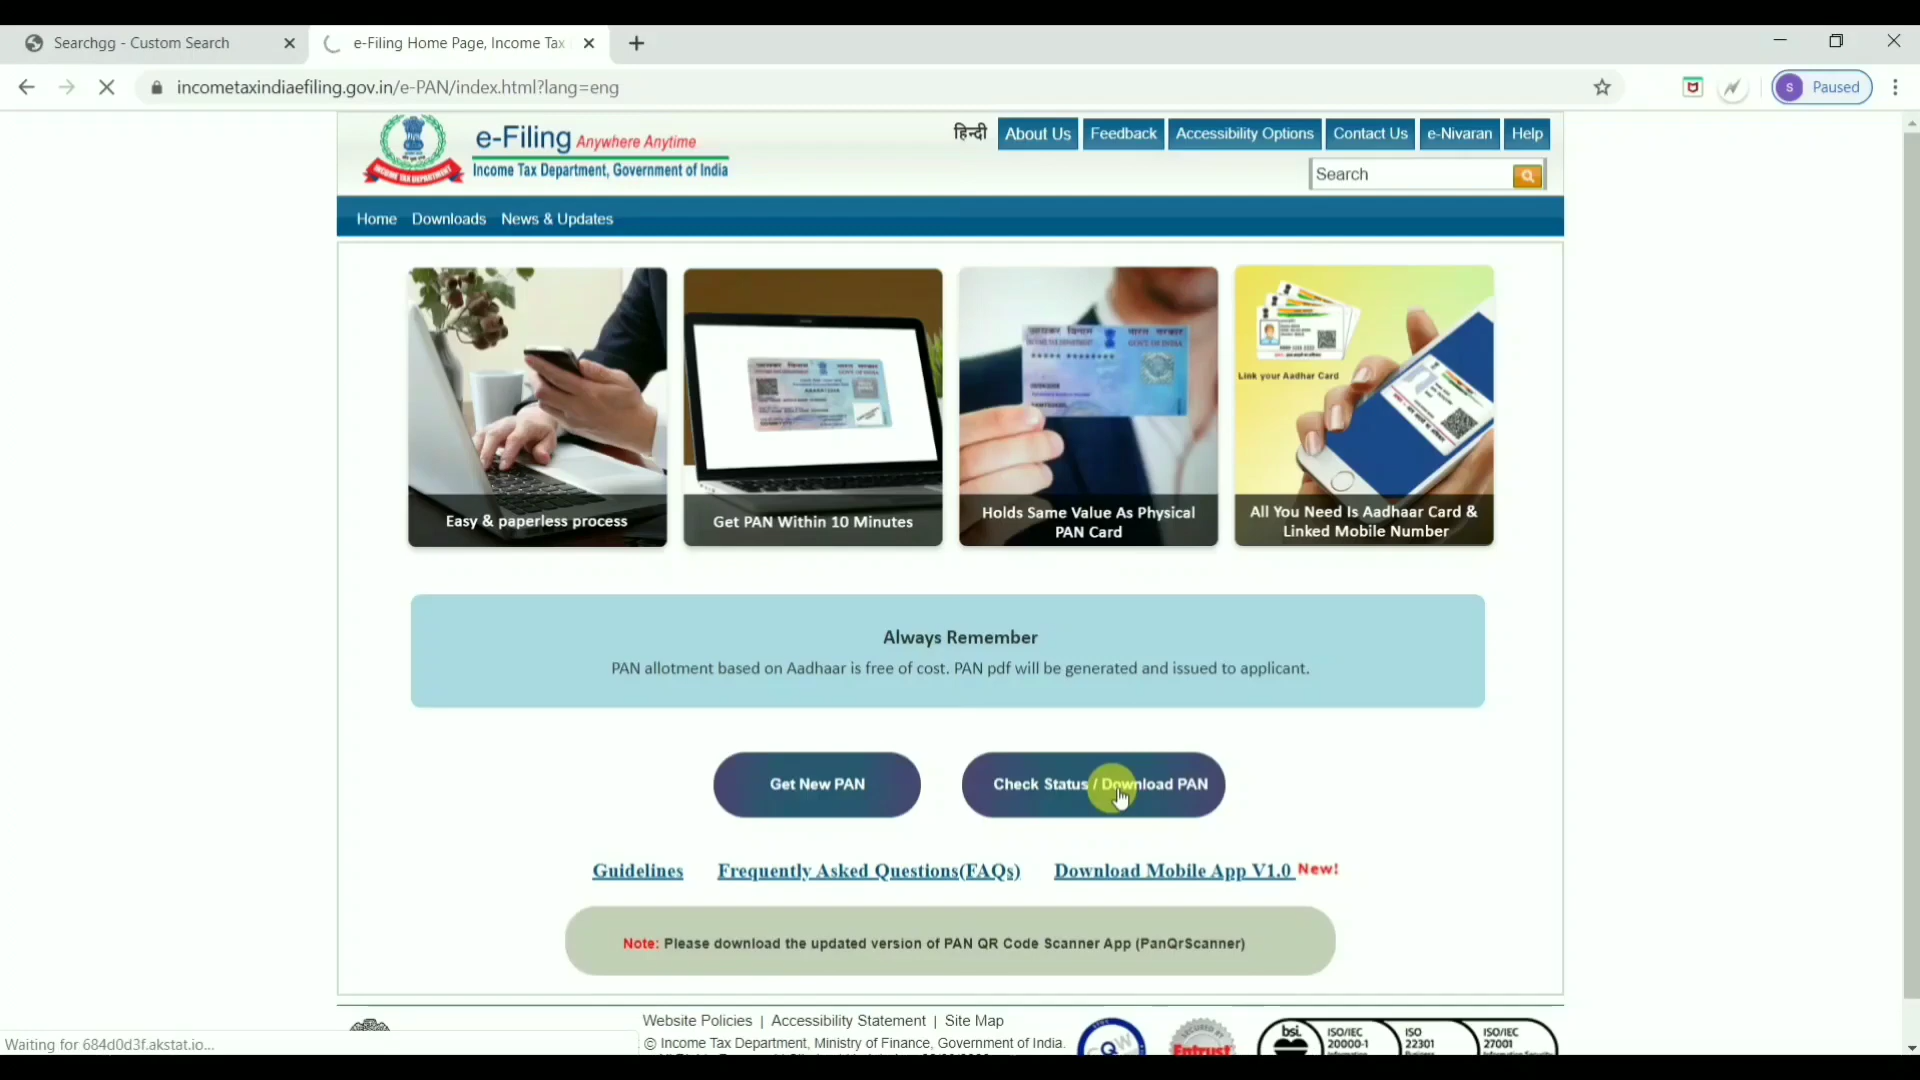 Searchgg - Custom Search
e-Filing Home Page, Income Tax
incometaxindiaefiling.gov.in/e-PAN/index.html?lang=eng
S Paused
e-Filing Anywhere Anytime
Income Tax Department, Government of India
INCOME TAX DEPARTMENT
हिन्दी About Us Feedback Accessibility Options Contact Us e-Nivaran Help
Search
Home Downloads News & Updates
Link your Aadhar Card
Easy & paperless process
Get PAN Within 10 Minutes
Holds Same Value As Physical
PAN Card
All You Need Is Aadhaar Card &
Linked Mobile Number
Always Remember
PAN allotment based on Aadhaar is free of cost. PAN pdf will be generated and issued to applicant.
Get New PAN
Check Status / Download PAN
Guidelines Frequently Asked Questions(FAQs) Download Mobile App V1.0 New!
Note: Please download the updated version of PAN QR Code Scanner App (PanQrScanner)
Website Policies | Accessibility Statement | Site Map
© Income Tax Department, Ministry of Finance, Government of India.
CQW
Entrust
bsi.
ISO/IEC
20000-1
ISO
22301
ISO/IEC
27001
Waiting for 684d0d3f.akstat.io...